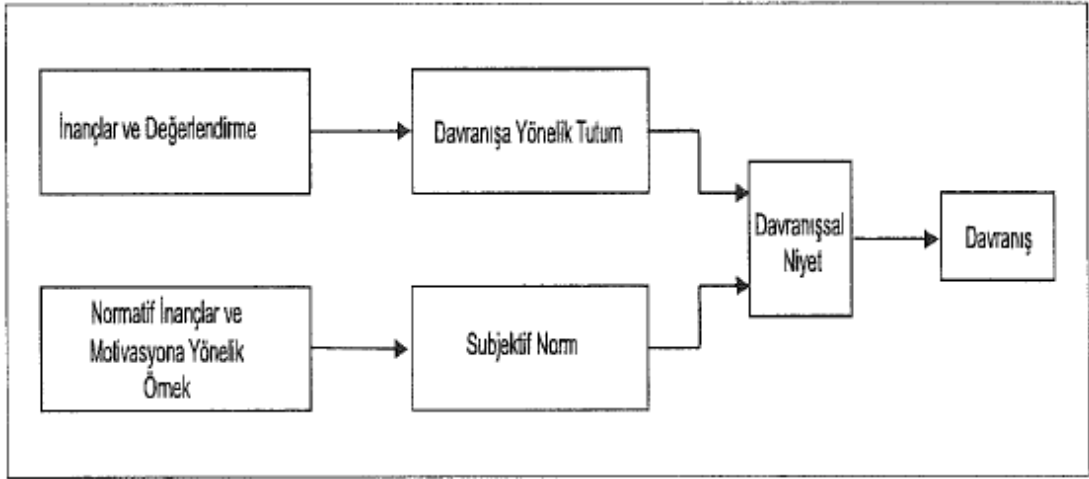 İnançlar ve Değerlendirme
Davranışa Yönelik Tutum
Davranışsal
Niyet
Davranış
Normatif İnançlar ve
Motivasyona Yönelik
Örnek
Subjektif Norm